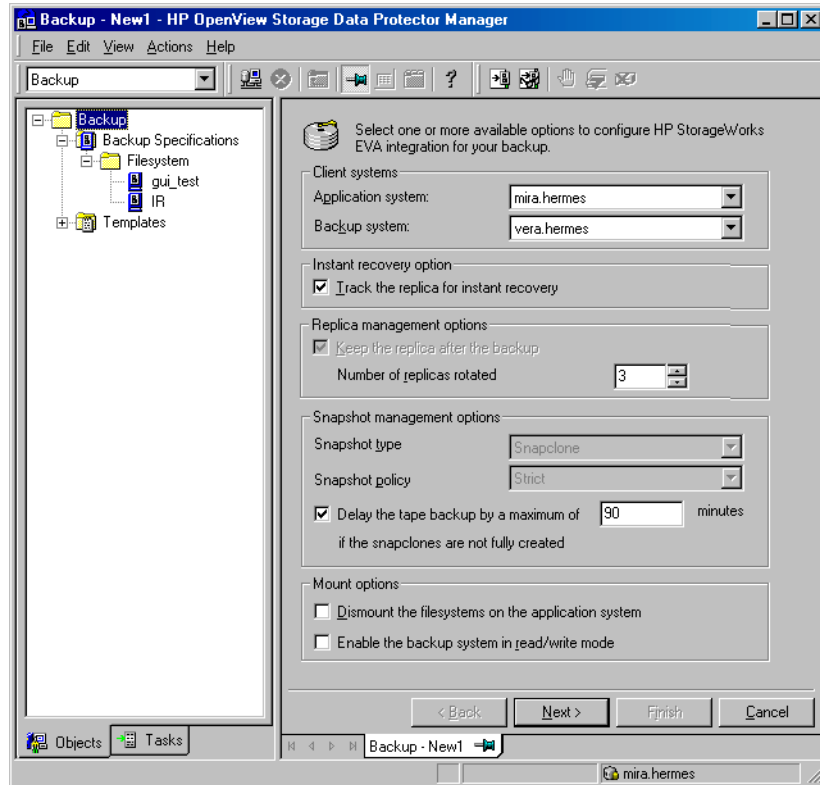 Backup - New1 - HP OpenView Storage Data Protector Manager
File Edit View Actions Help
Backup
Backup
Backup Specifications
Filesystem
gui_test
IR
Templates
Select one or more available options to configure HP StorageWorks
EVA integration for your backup.
Client systems
Application system: mira.hermes
Backup system: vera.hermes
Instant recovery option
Track the replica for instant recovery
Replica management options
Keep the replica after the backup
Number of replicas rotated 3
Snapshot management options
Snapshot type Snapclone
Snapshot policy Strict
Delay the tape backup by a maximum of 90 minutes
if the snapclones are not fully created
Mount options
Dismount the filesystems on the application system
Enable the backup system in read/write mode
< Back Next > Finish Cancel
Objects Tasks
Backup - New1
mira.hermes